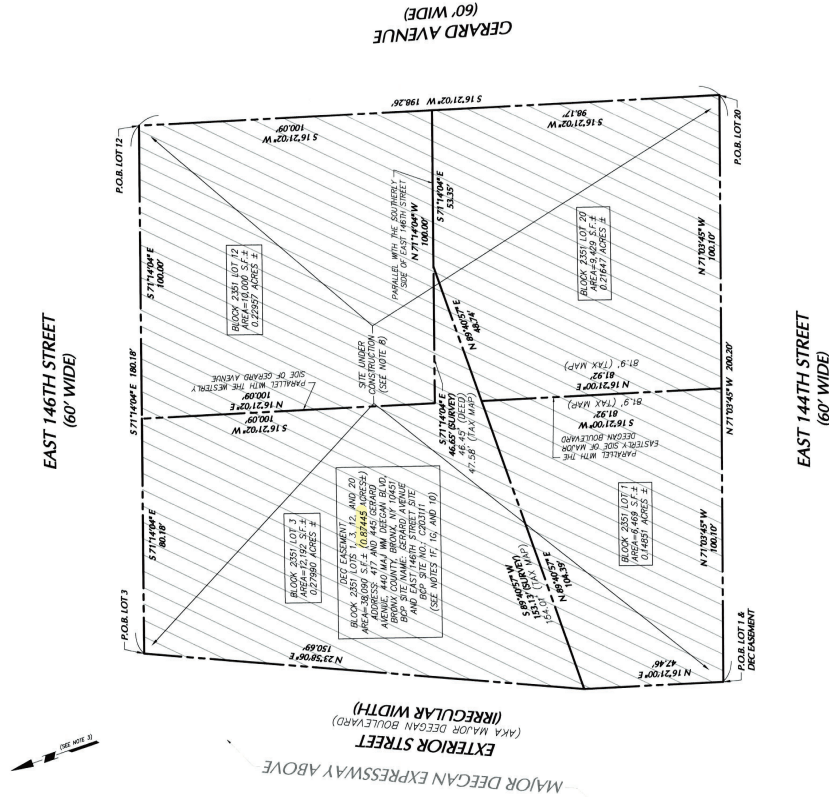 GERARD AVENUE
(60' WIDE)
P.O.B. LOT 12
S 16°21'02" W 198.26'
S 16°21'02" W
100.09'
S 16°21'02" W
98.17'
P.O.B. LOT 20
EAST 146TH STREET
(60' WIDE)
S 71°14'04" E 180.18'
S 71°14'04" E
100.00'
S 71°14'04" E
80.18'
P.O.B. LOT 3
BLOCK 2351 LOT 12
AREA=10,000 S.F.±
0.22957 ACRES ±
PARALLEL WITH THE SOUTHERLY
SIDE OF EAST 146TH STREET
N 71°14'04" W
100.00'
S 71°14'04" E
53.35'
BLOCK 2351 LOT 20
AREA=9,429 S.F.±
0.21647 ACRES ±
N 71°03'45" W
100.10'
SITE UNDER
CONSTRUCTION
(SEE NOTE 8)
N 89°40'57" E
48.74'
PARALLEL WITH THE WESTERLY
SIDE OF GERARD AVENUE
N 16°21'02" E
100.09'
S 16°21'02" W
100.09'
S 71°14'04" E
46.65' (SURVEY)
46.45' (DEED)
47.58' (TAX MAP)
N 16°21'00" E
81.92'
81.9' (TAX MAP)
S 16°21'00" W
81.92'
81.9' (TAX MAP)
PARALLEL WITH THE
EASTERLY SIDE OF MAJOR
DEEGAN BOULEVARD
N 71°03'45" W 200.20'
EAST 144TH STREET
(60' WIDE)
BLOCK 2351 LOT 3
AREA=12,192 S.F.±
0.27990 ACRES ±
DEC EASEMENT
BLOCK 2351 LOTS 1, 3, 12, AND 20
AREA=38,090 S.F.± (0.87445 ACRES±)
ADDRESS: 417 AND 445 GERARD
AVENUE, 440 MAJ WM DEEGAN BLVD,
BRONX COUNTY, BRONX, NY 10451
BCP SITE NAME: GERARD AVENUE
AND EAST 146TH STREET SITE
BCP SITE NO.: C203111
(SEE NOTES 1F, 1G, AND 10)
S 89°40'57" W
153.13' (SURVEY)
154.01' (TAX MAP)
N 89°40'57" E
104.39'
BLOCK 2351 LOT 1
AREA=6,469 S.F.±
0.14851 ACRES ±
N 71°03'45" W
100.10'
N 23°58'06" E
150.69'
N 16°21'00" E
47.46'
P.O.B. LOT 1 &
DEC EASEMENT
EXTERIOR STREET
(AKA MAJOR DEEGAN BOULEVARD)
(IRREGULAR WIDTH)
MAJOR DEEGAN EXPRESSWAY ABOVE
(SEE NOTE 3)